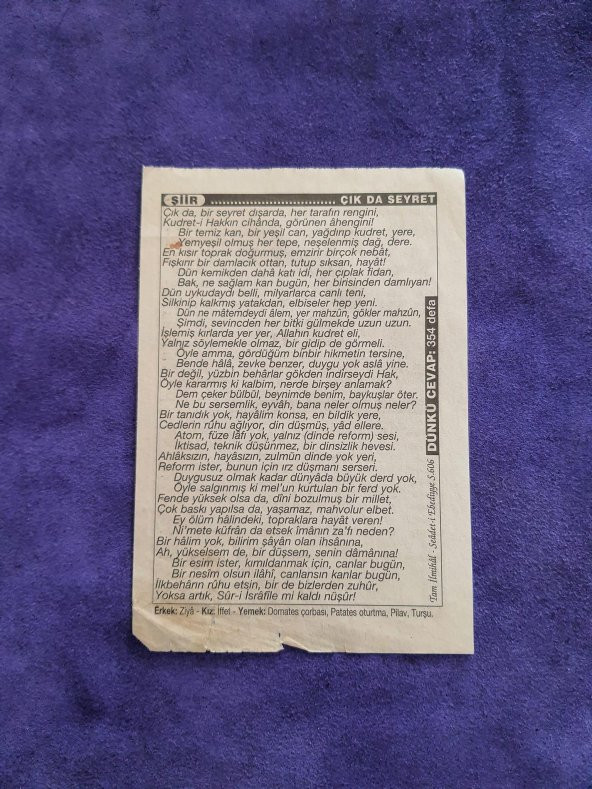 ŞİİR ................................ ÇIK DA SEYRET
Çık da, bir seyret dışarda, her tarafın rengini,
Kudret-i Hakkın cihânda, görünen âhengini!
Bir temiz kan, bir yeşil can, yağdırıp kudret, yere,
Yemyeşil olmuş her tepe, neşelenmiş dağ, dere.
En kısır toprak doğurmuş, emzirir birçok nebât,
Fışkırır bir damlacık ottan, tutup sıksan, hayât!
Dün kemikden dahâ katı idi, her çıplak fidan,
Bak, ne sağlam kan bugün, her birisinden damlıyan!
Dün uykudaydı belli, milyarlarca canlı teni,
Silkinip kalkmış yatakdan, elbiseler hep yeni.
Dün ne mâtemdeydi âlem, yer mahzûn, gökler mahzûn,
Şimdi, sevincden her bitki gülmekde uzun uzun.
İşlemiş kırlarda yer yer, Allahın kudret eli,
Yalnız söylemekle olmaz, bir gidip de görmeli.
Öyle amma, gördüğüm binbir hikmetin tersine,
Bende hâlâ, zevke benzer, duygu yok aslâ yine.
Bir değil, yüzbin behârlar gökden indirseydi Hak,
Öyle kararmış ki kalbim, nerde birşey anlamak?
Dem çeker bülbül, beynimde benim, baykuşlar öter.
Ne bu sersemlik, eyvâh, bana neler olmuş neler?
Bir tanıdık yok, hayâlim konsa, en bildik yere,
Cedlerin rûhu ağlıyor, din düşmüş, yâd ellere.
Atom, füze lâfı yok, yalnız (dinde reform) sesi,
İktisad, teknik düşünmez, bir dinsizlik hevesi.
Ahlâksızın, hayâsızın, zulmün dinde yok yeri,
Reform ister, bunun için ırz düşmanı serseri.
Duygusuz olmak kadar dünyâda büyük derd yok,
Öyle salgınmış ki mel'un kurtulan bir ferd yok.
Fende yüksek olsa da, dîni bozulmuş bir millet,
Çok baskı yapılsa da, yaşamaz, mahvolur elbet.
Ey ölüm hâlindeki, topraklara hayât veren!
Ni'mete küfrân da etsek îmânın za'fı neden?
Bir hâlim yok, bilirim şâyân olan ihsânına,
Ah, yükselsem de, bir düşsem, senin dâmânına!
Bir esim ister, kımıldanmak için, canlar bugün,
Bir nesîm olsun ilâhî, canlansın kanlar bugün,
İlkbehârın rûhu etsin, bir de bizlerden zuhûr,
Yoksa artık, Sûr-i İsrâfile mi kaldı nüşûr!
Tam İlmihâl - Seâdet-i Ebediyye S.606
DÜNKÜ CEVAP: 354 defa
Erkek: Ziyâ - Kız: İffet - Yemek: Domates çorbası, Patates oturtma, Pilav, Turşu.